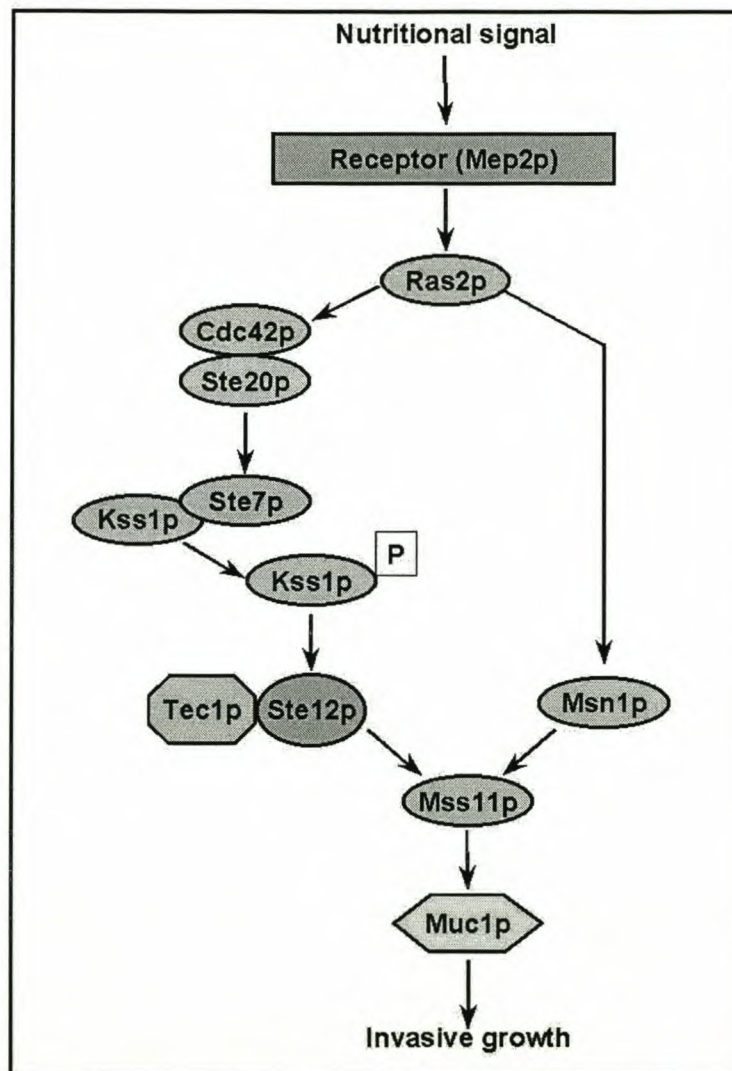 Nutritional signal
Receptor (Mep2p)
Ras2p
Cdc42p
Ste20p
Ste7p
Kss1p
P
Kss1p
Tec1p
Ste12p
Msn1p
Mss11p
Muc1p
Invasive growth